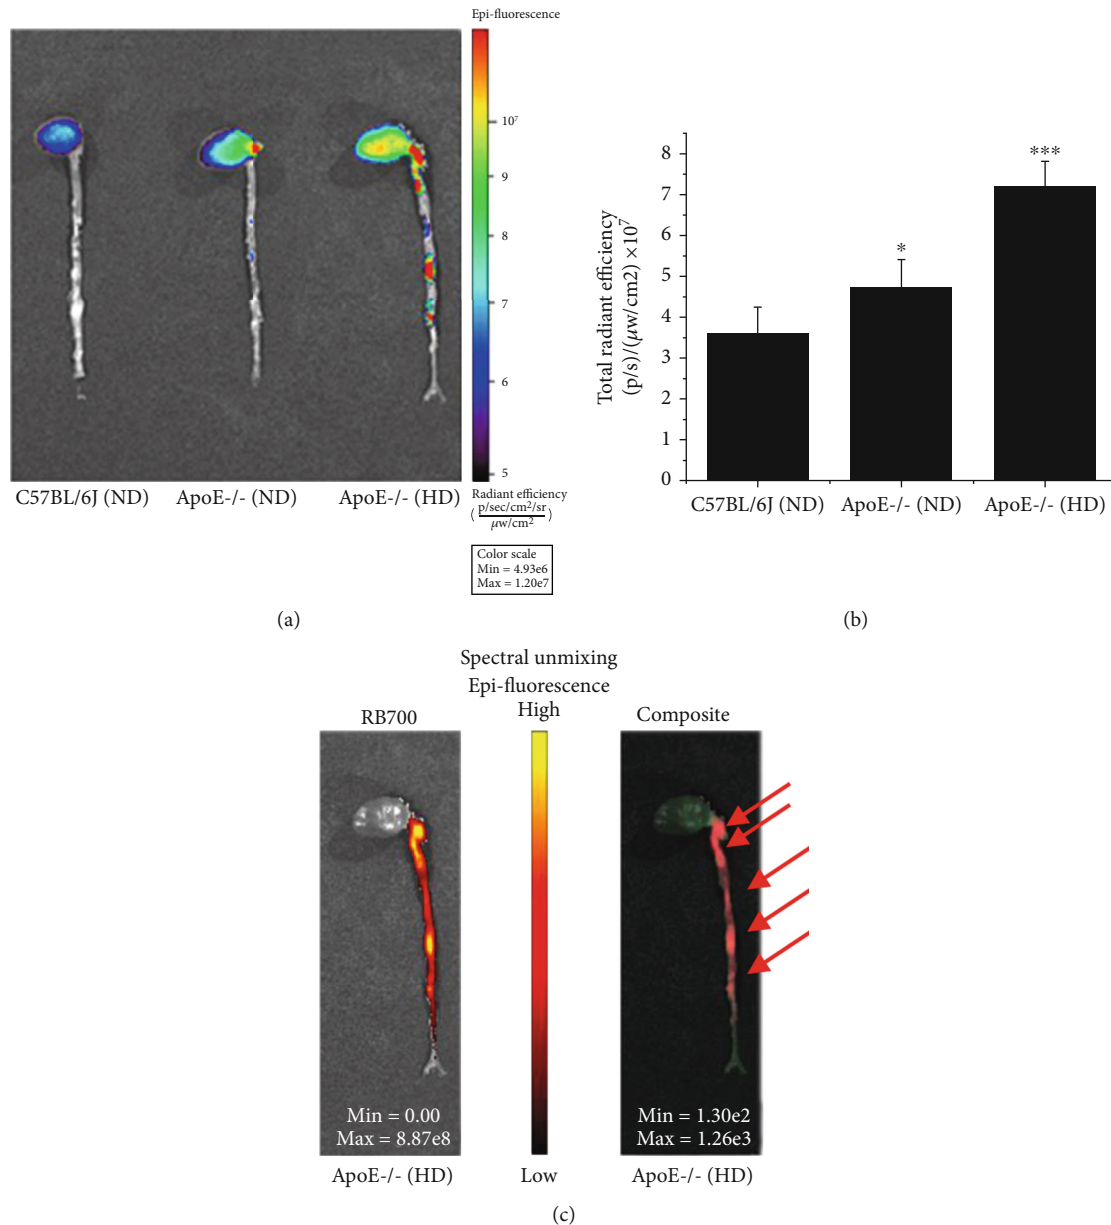 Epi-fluorescence
10⁷
9
8
7
6
5
C57BL/6J (ND) ApoE-/- (ND) ApoE-/- (HD)
Radiant efficiency
( p/sec/cm²/sr / μw/cm² )
Color scale
Min = 4.93e6
Max = 1.20e7
(a)
Total radiant efficiency
(p/s)/(μw/cm2) ×10⁷
8
7
6
5
4
3
2
1
0
*
***
C57BL/6J (ND) ApoE-/- (ND) ApoE-/- (HD)
(b)
Spectral unmixing
Epi-fluorescence
RB700
High
Composite
Min = 0.00
Max = 8.87e8
Min = 1.30e2
Max = 1.26e3
ApoE-/- (HD)
Low
ApoE-/- (HD)
(c)